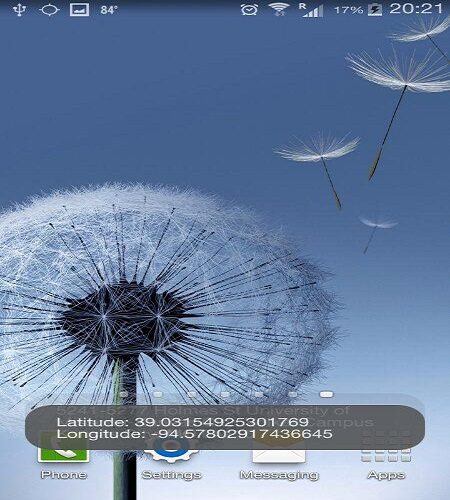 84°
R
17%
20:21
5241-5277 Holmes St University of
Campus
Latitude: 39.03154925301769
Longitude: -94.57802917436645
Phone
Settings
Messaging
Apps